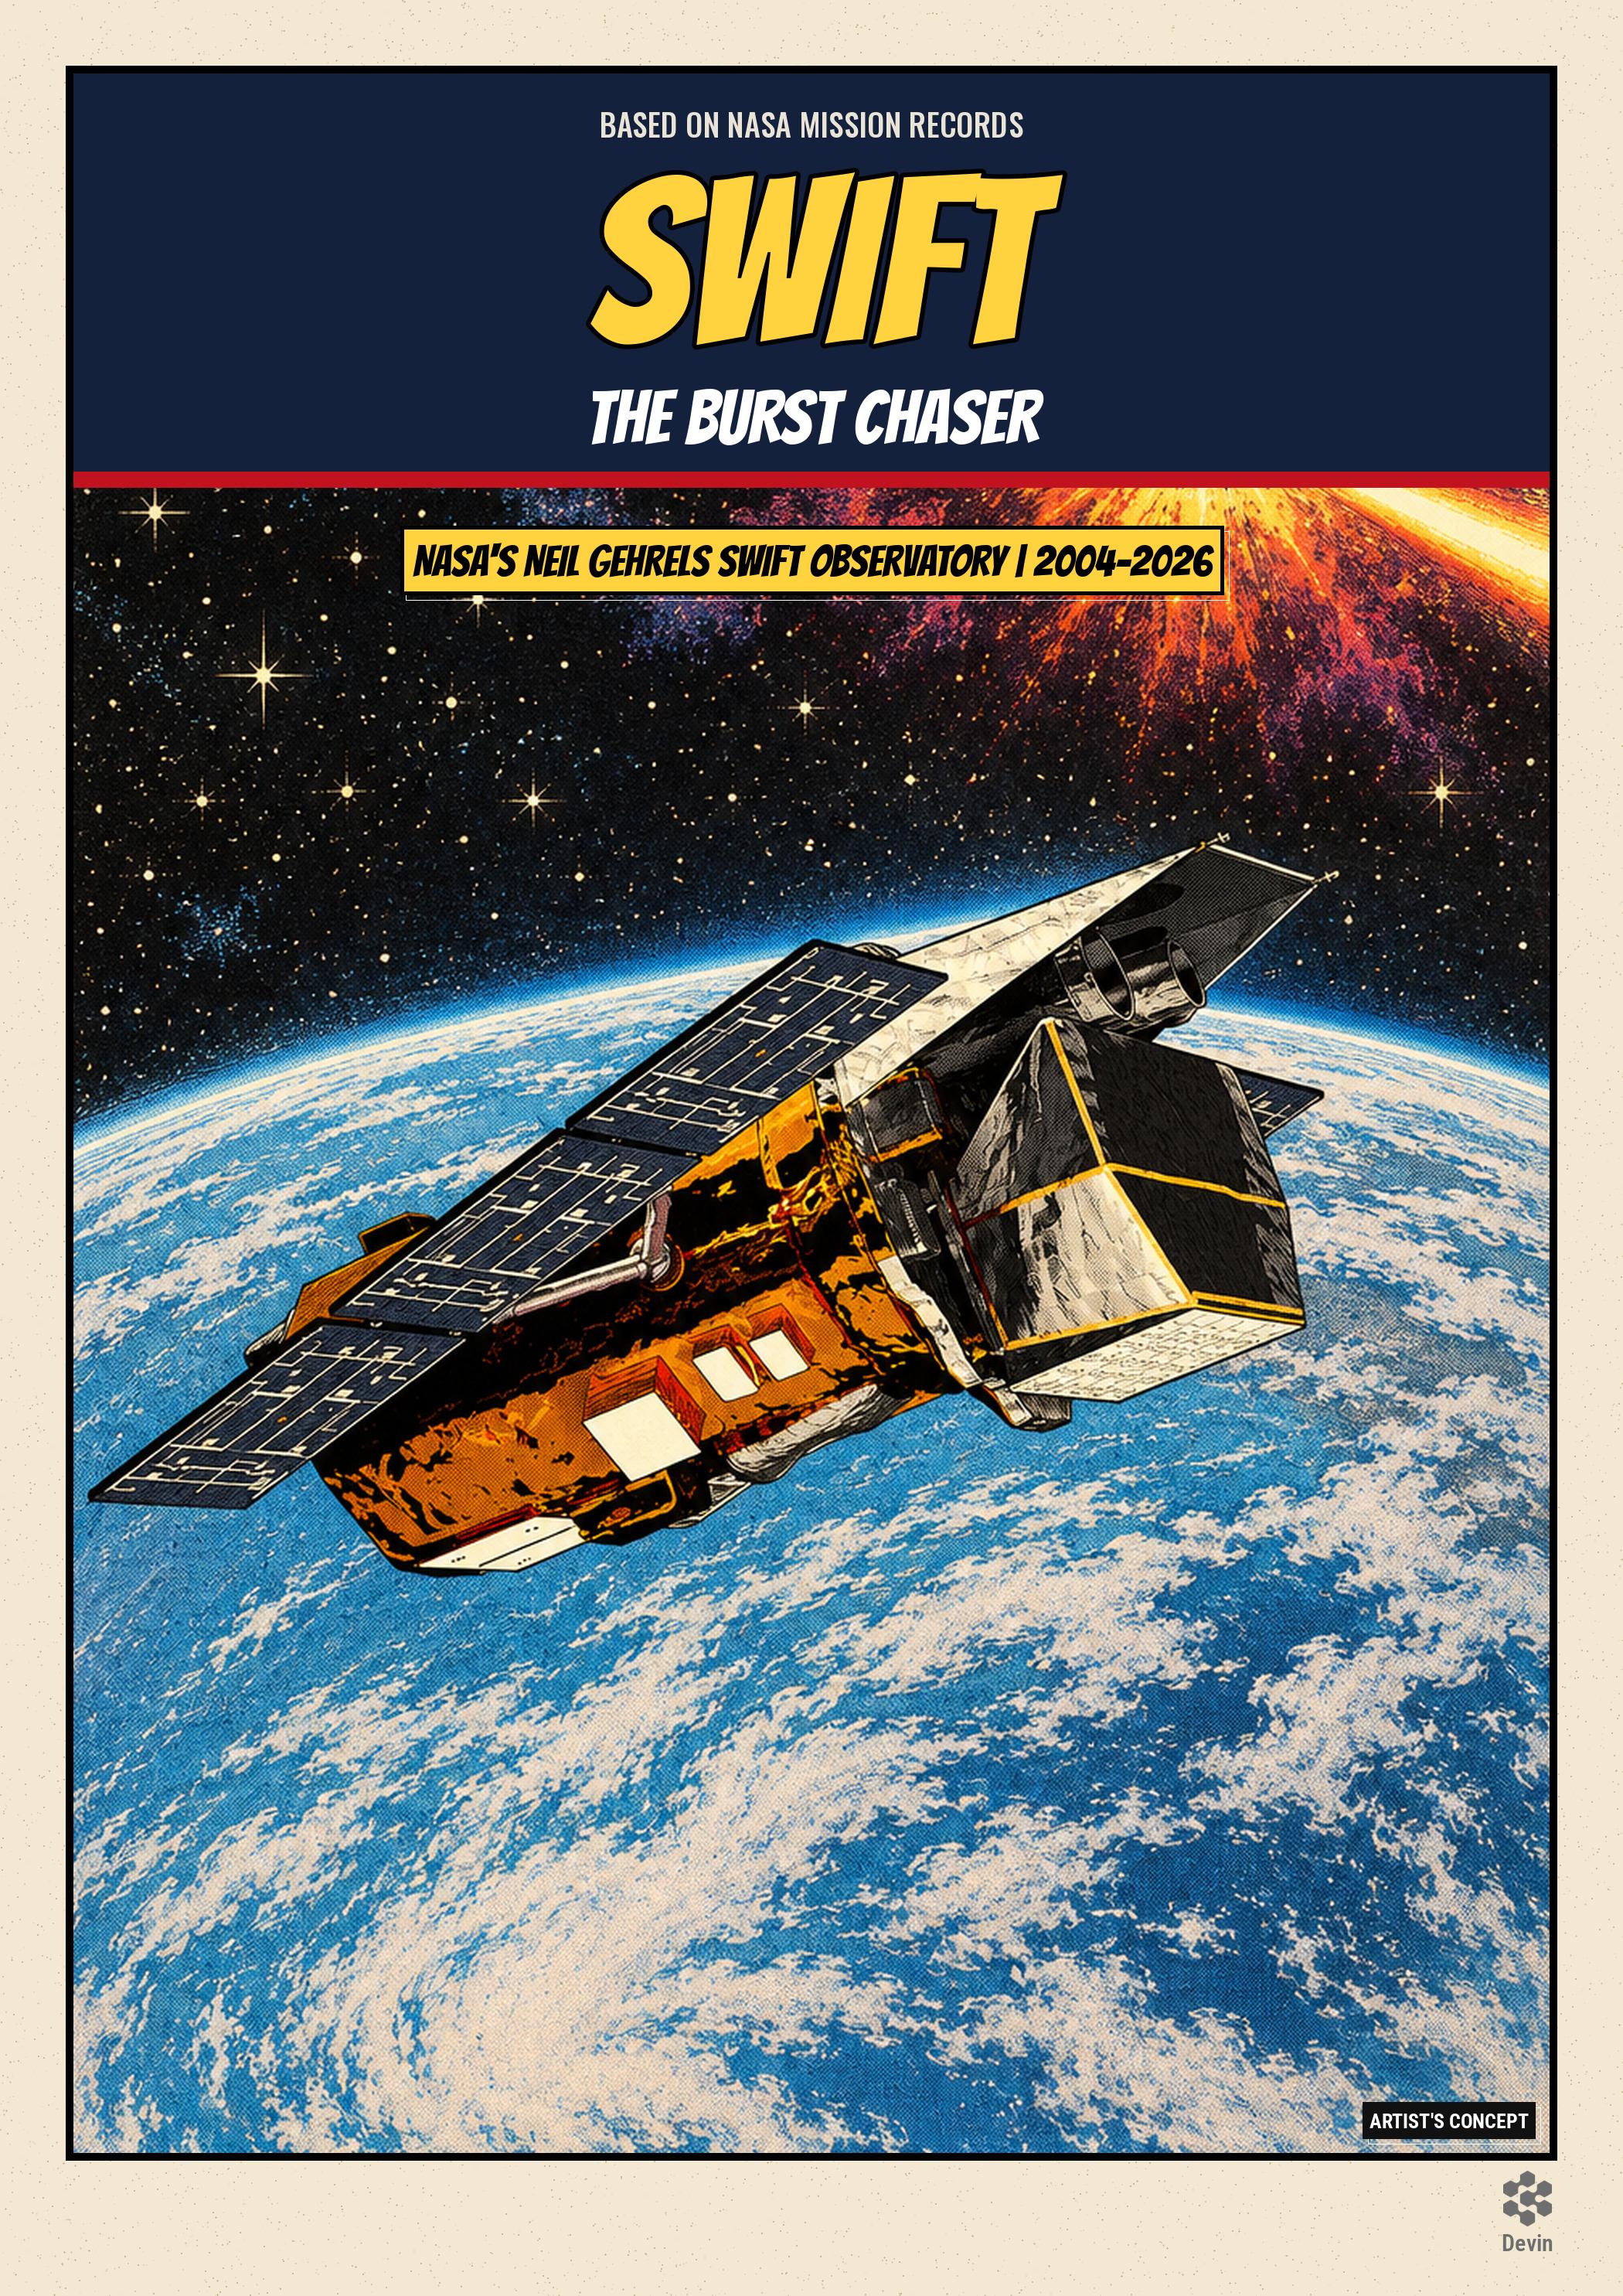 BASED ON NASA MISSION RECORDS
SWIFT
THE BURST CHASER
NASA'S NEIL GEHRELS SWIFT OBSERVATORY | 2004-2026
ARTIST'S CONCEPT
Devin